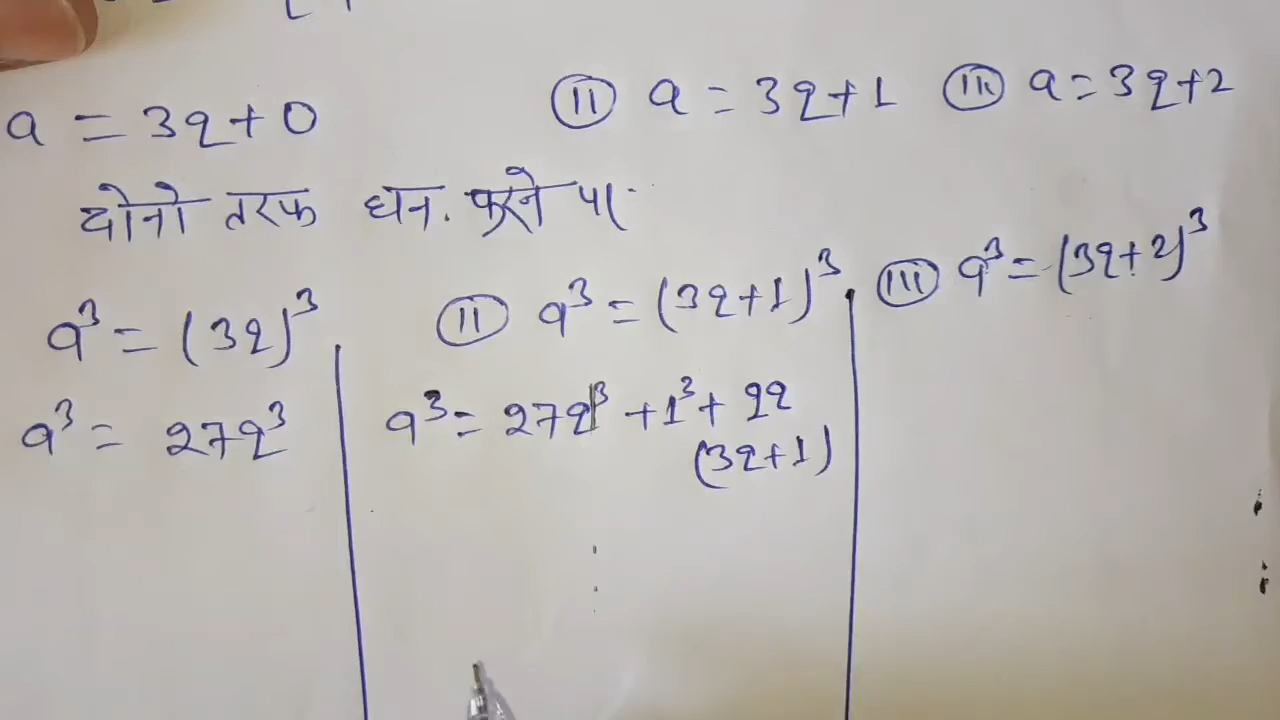 a = 3q+0
(II) a = 3q+1 (III) a = 3q+2
दोनो तरफ घन. करने पर
a³ = (3q)³
(II) a³ = (3q+1)³
(III) a³ = (3q+2)³
a³ = 27q³
a³ = 27q³ + 1³ + 9q
(3q+1)